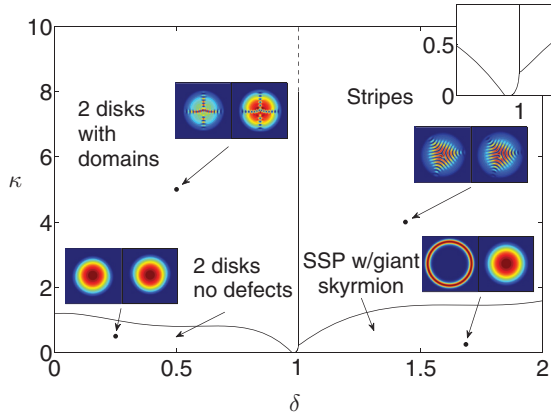 10
8
6
4
2
0
κ
0
0.5
1
1.5
2
δ
2 disks
with
domains
Stripes
2 disks
no defects
SSP w/giant
skyrmion
0.5
0
1